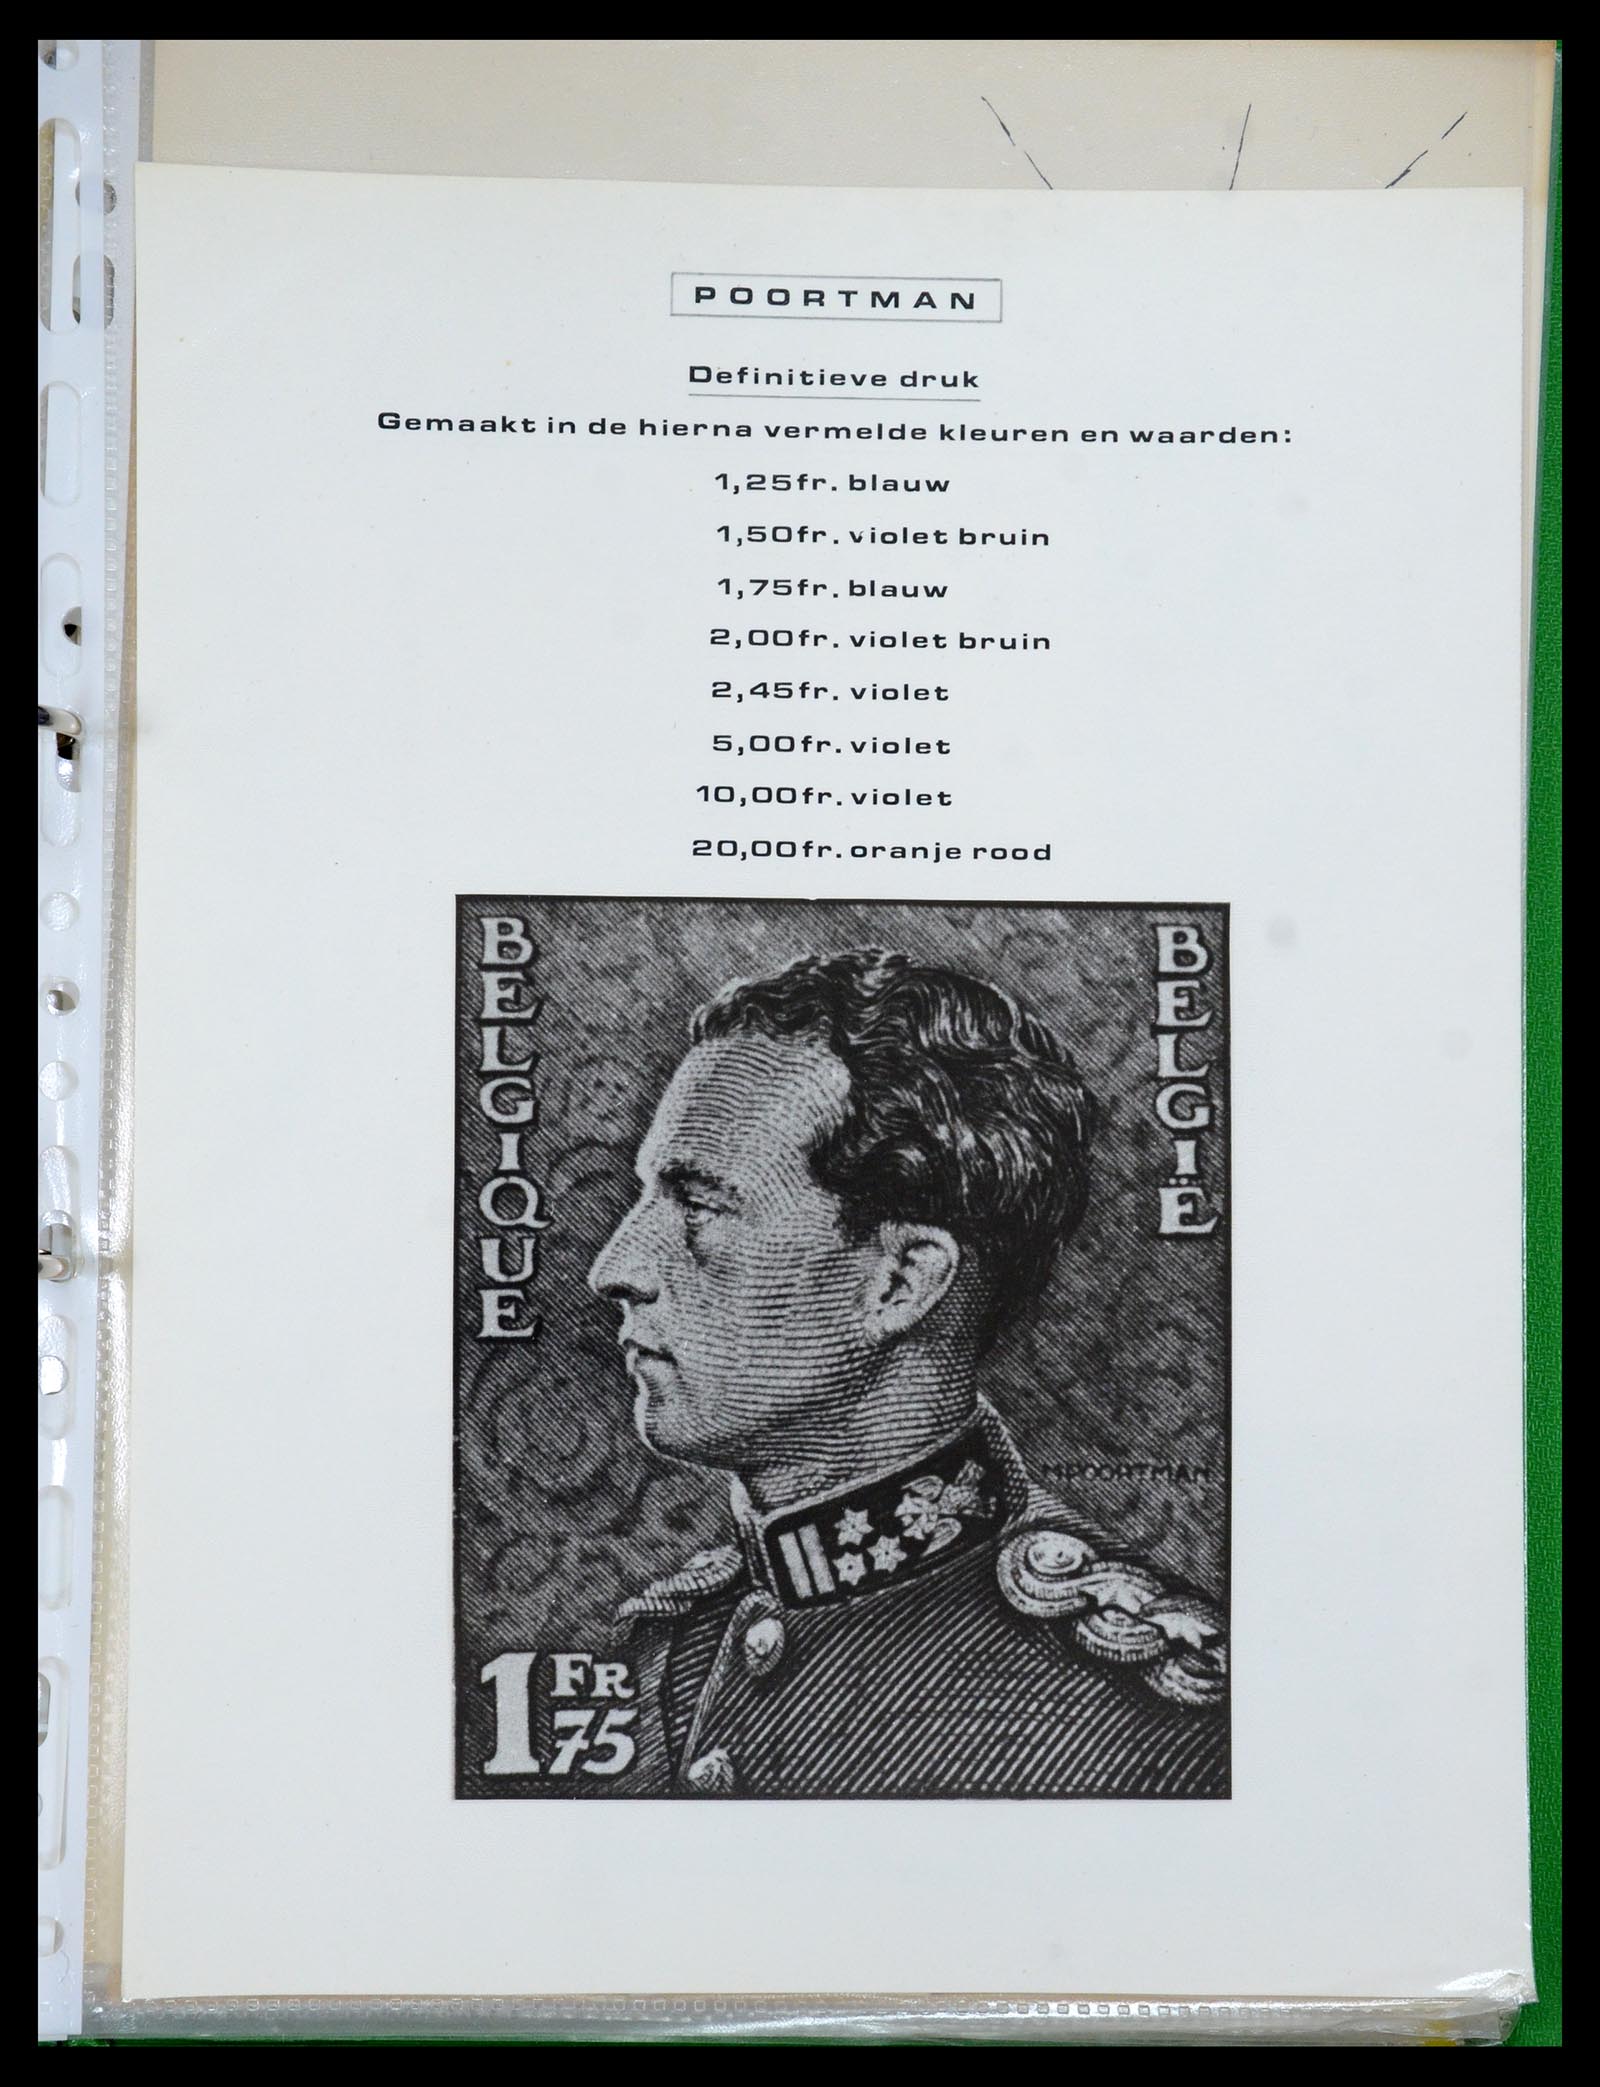 POORTMAN
Definitieve druk
Gemaakt in de hierna vermelde kleuren en waarden:
1,25fr. blauw
1,50fr. violet bruin
1,75fr. blauw
2,00fr. violet bruin
2,45fr. violet
5,00fr. violet
10,00fr. violet
20,00fr. oranje rood
BELGIQUE
BELGIË
M.POORTMAN
1 FR 75